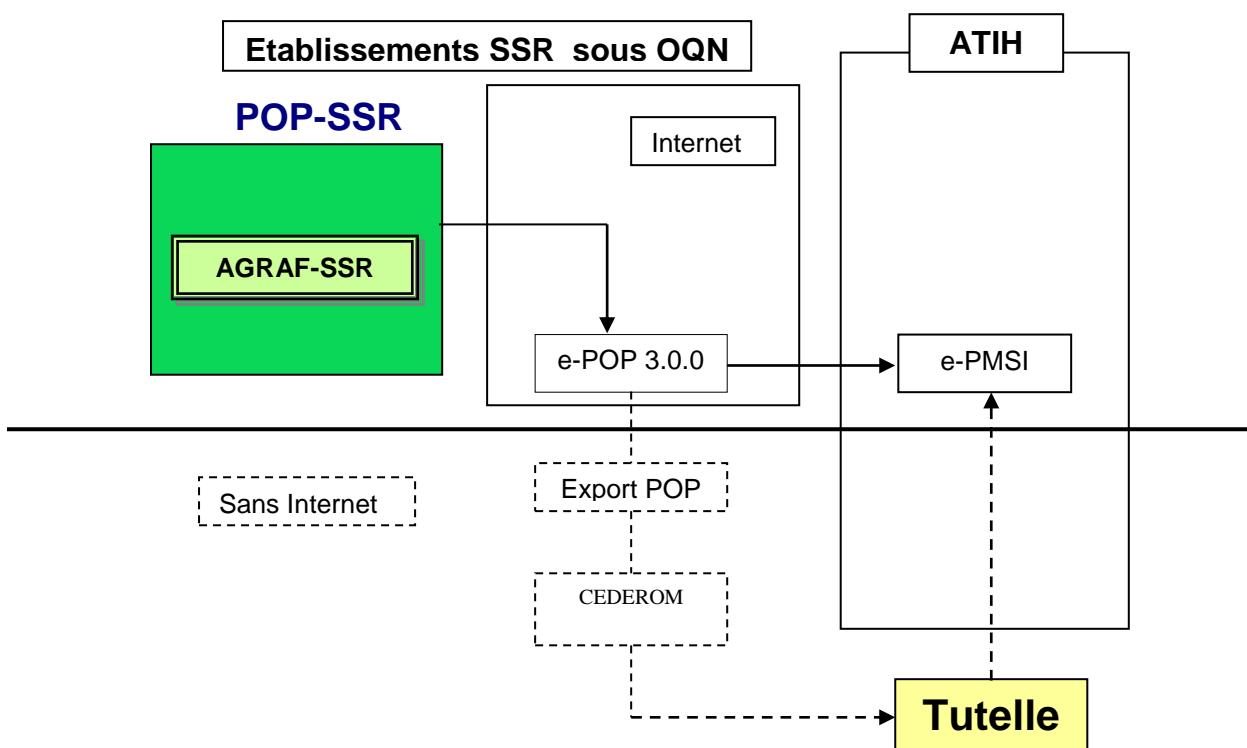 Etablissements SSR sous OQN
ATIH
POP-SSR
Internet
AGRAF-SSR
e-POP 3.0.0
e-PMSI
Sans Internet
Export POP
CEDEROM
Tutelle